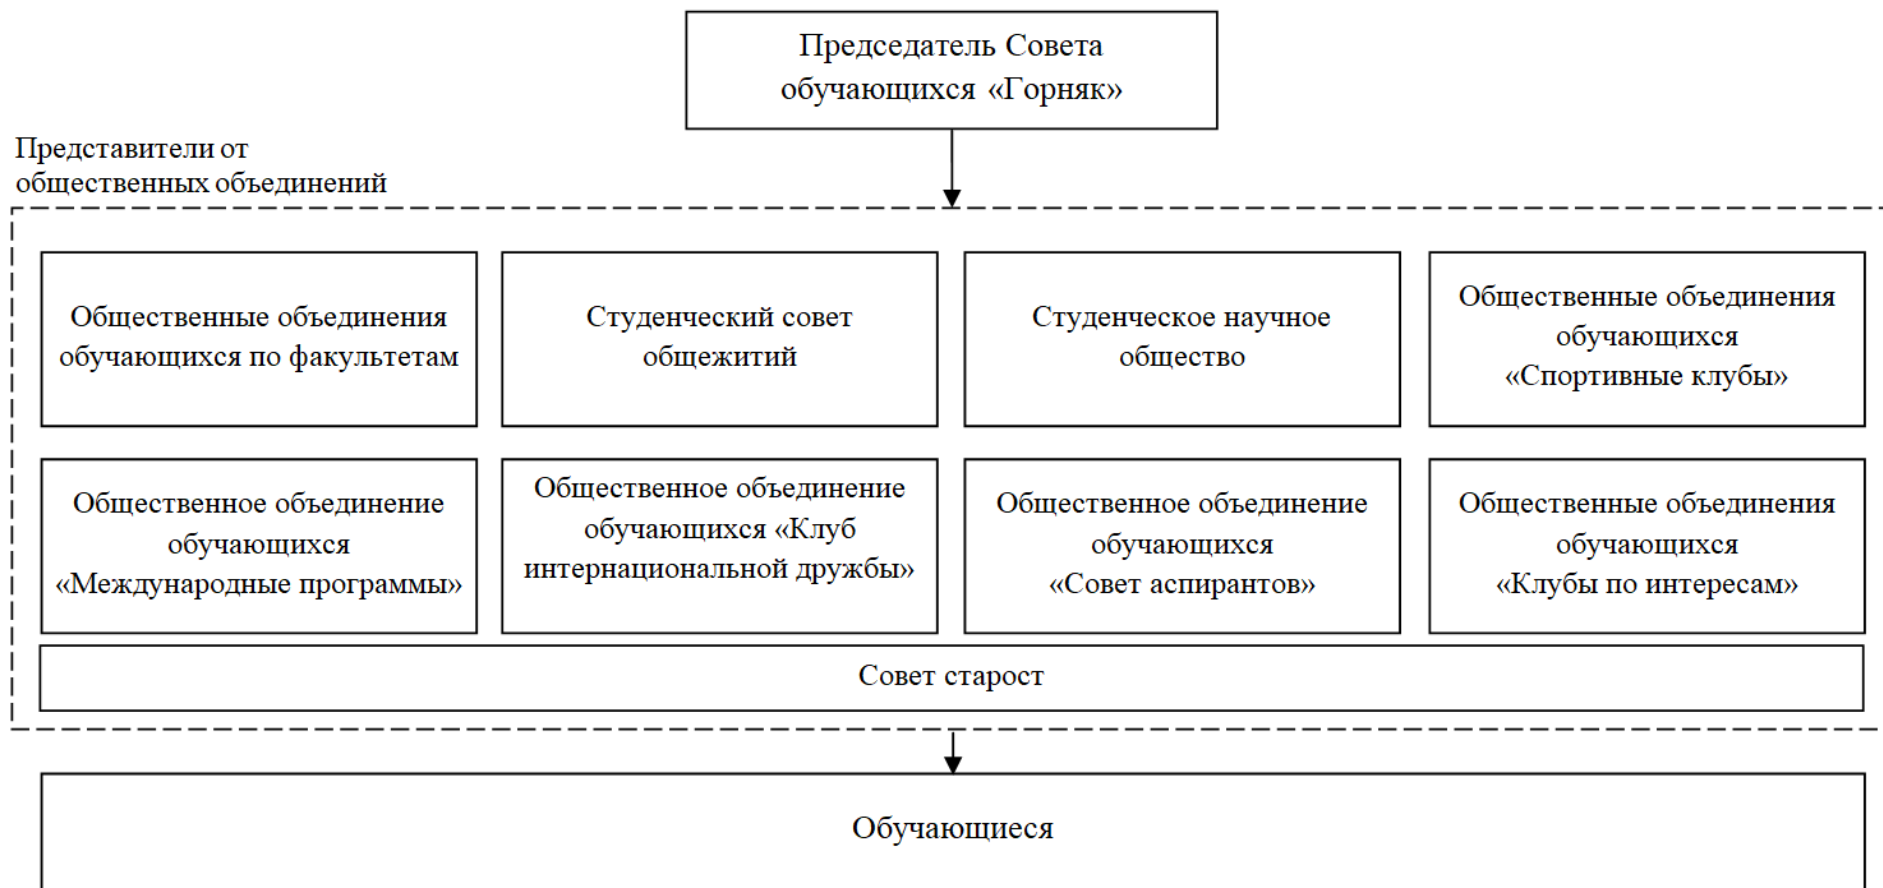 Председатель Совета
обучающихся «Горняк»
Представители от
общественных объединений
Общественные объединения
обучающихся по факультетам
Студенческий совет
общежитий
Студенческое научное
общество
Общественные объединения
обучающихся
«Спортивные клубы»
Общественное объединение
обучающихся
«Международные программы»
Общественное объединение
обучающихся «Клуб
интернациональной дружбы»
Общественное объединение
обучающихся
«Совет аспирантов»
Общественные объединения
обучающихся
«Клубы по интересам»
Совет старост
Обучающиеся